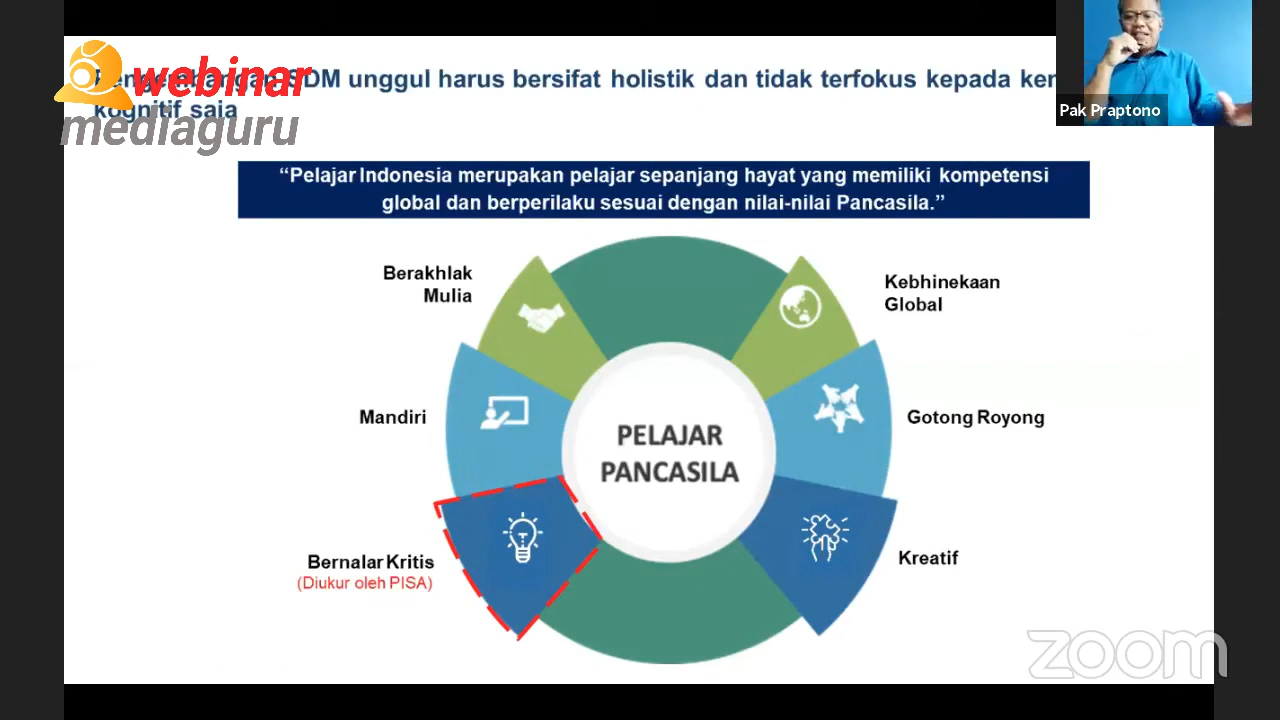 Pengembangan SDM unggul harus bersifat holistik dan tidak terfokus kepada
kognitif saja
webinar
mediaguru
Pak Praptono
“Pelajar Indonesia merupakan pelajar sepanjang hayat yang memiliki kompetensi
global dan berperilaku sesuai dengan nilai-nilai Pancasila.”
Berakhlak
Mulia
Kebhinekaan
Global
Mandiri
Gotong Royong
PELAJAR
PANCASILA
Bernalar Kritis
(Diukur oleh PISA)
Kreatif
zoom